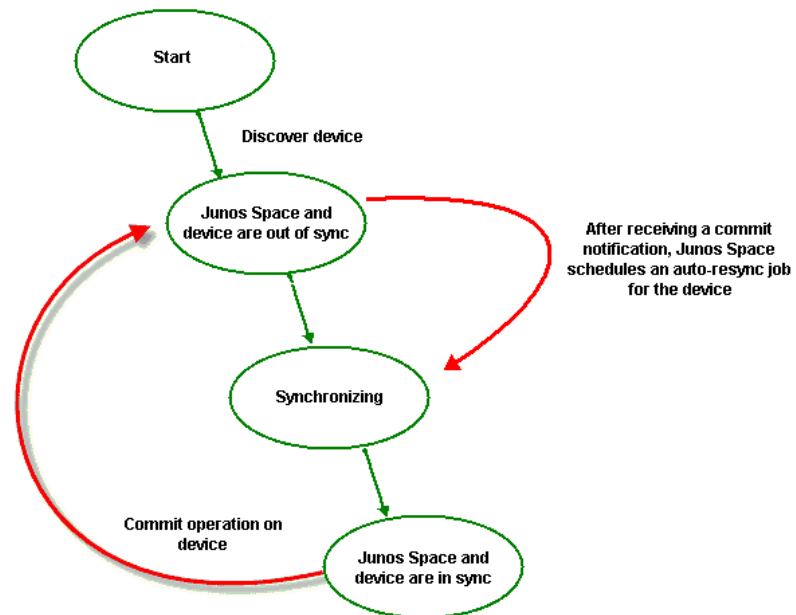 Start
Discover device
Junos Space and
device are out of sync
After receiving a commit
notification, Junos Space
schedules an auto-resync job
for the device
Synchronizing
Commit operation on
device
Junos Space and
device are in sync